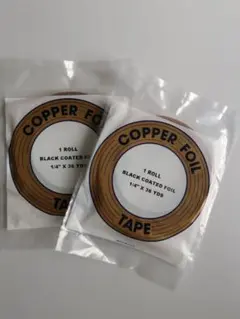 COPPER FOIL
1 ROLL
BLACK COATED FOIL
1/4" X 36 YDS
TAPE
COPPER FOIL
1 ROLL
BLACK COATED FOIL
1/4" X 36 YDS
TAPE